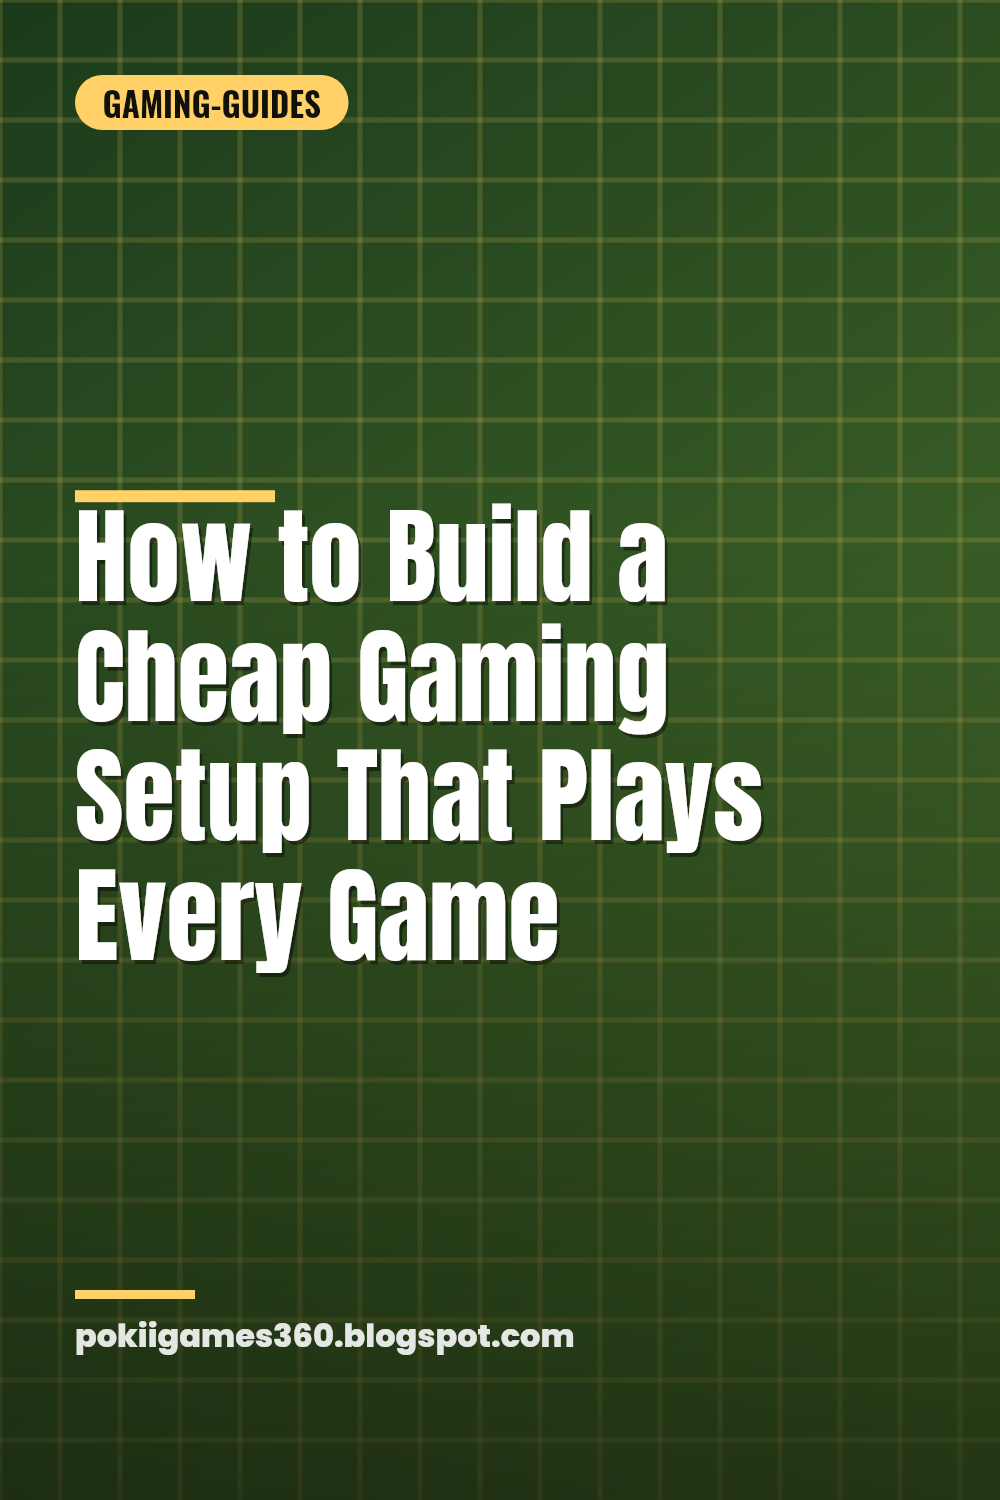 GAMING-GUIDES
How to Build a
Cheap Gaming
Setup That Plays
Every Game
pokiigames360.blogspot.com